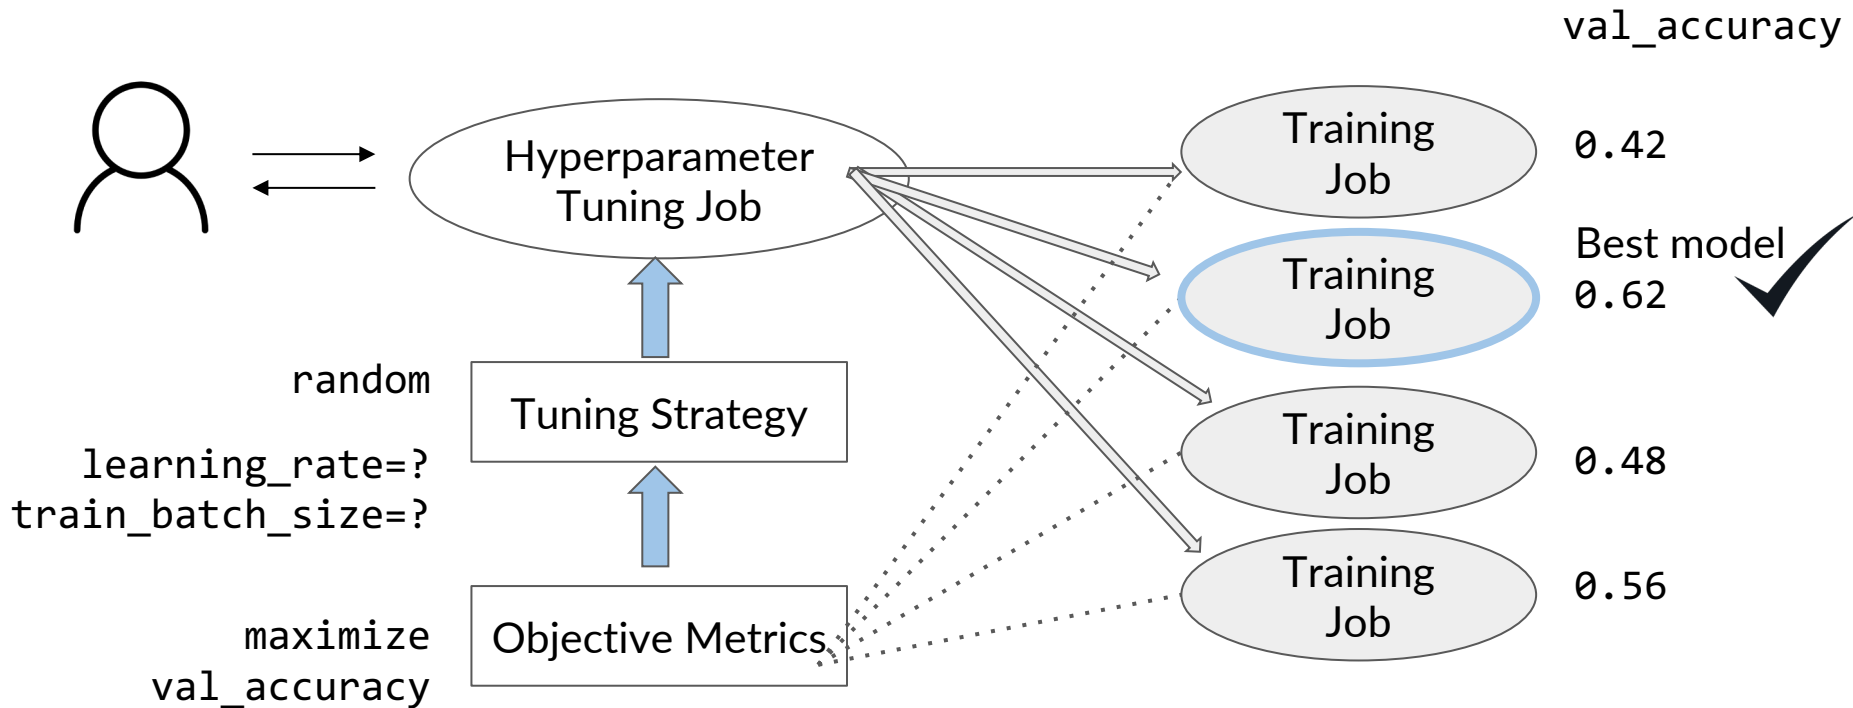 val_accuracy
Hyperparameter
Tuning Job
Training
Job
0.42
Best model
Training
Job
0.62
random
Tuning Strategy
learning_rate=?
train_batch_size=?
Training
Job
0.48
Training
Job
0.56
maximize
val_accuracy
Objective Metrics